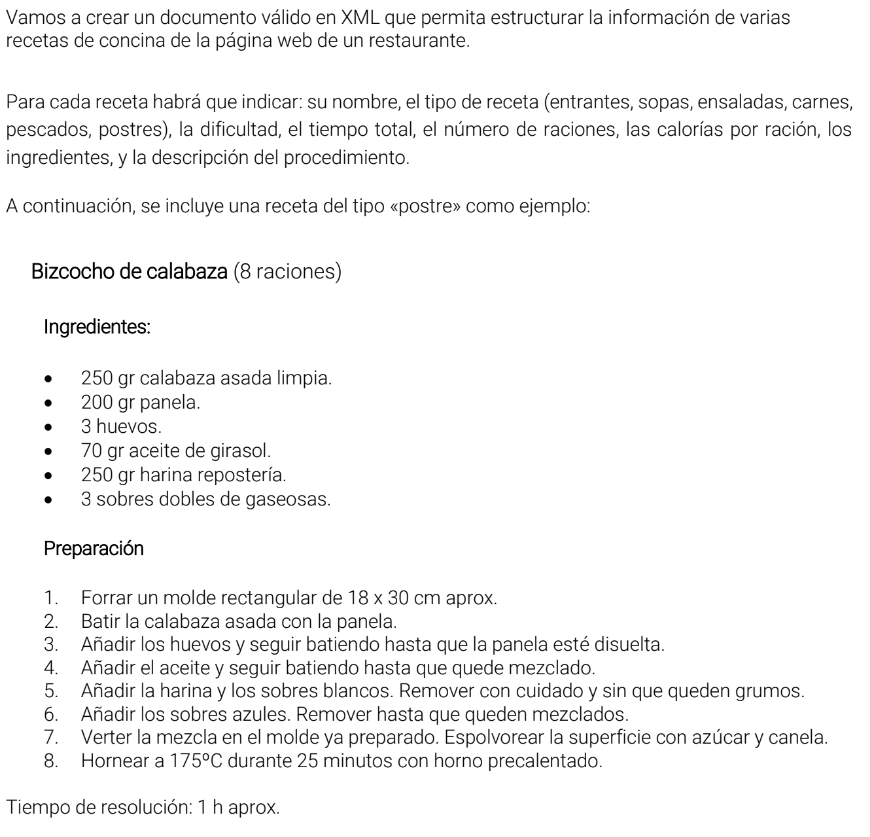 Vamos a crear un documento válido en XML que permita estructurar la información de varias
recetas de concina de la página web de un restaurante.
Para cada receta habrá que indicar: su nombre, el tipo de receta (entrantes, sopas, ensaladas, carnes,
pescados, postres), la dificultad, el tiempo total, el número de raciones, las calorías por ración, los
ingredientes, y la descripción del procedimiento.
A continuación, se incluye una receta del tipo «postre» como ejemplo:
Bizcocho de calabaza (8 raciones)
Ingredientes:
• 250 gr calabaza asada limpia.
• 200 gr panela.
• 3 huevos.
• 70 gr aceite de girasol.
• 250 gr harina repostería.
• 3 sobres dobles de gaseosas.
Preparación
1. Forrar un molde rectangular de 18 x 30 cm aprox.
2. Batir la calabaza asada con la panela.
3. Añadir los huevos y seguir batiendo hasta que la panela esté disuelta.
4. Añadir el aceite y seguir batiendo hasta que quede mezclado.
5. Añadir la harina y los sobres blancos. Remover con cuidado y sin que queden grumos.
6. Añadir los sobres azules. Remover hasta que queden mezclados.
7. Verter la mezcla en el molde ya preparado. Espolvorear la superficie con azúcar y canela.
8. Hornear a 175ºC durante 25 minutos con horno precalentado.
Tiempo de resolución: 1 h aprox.